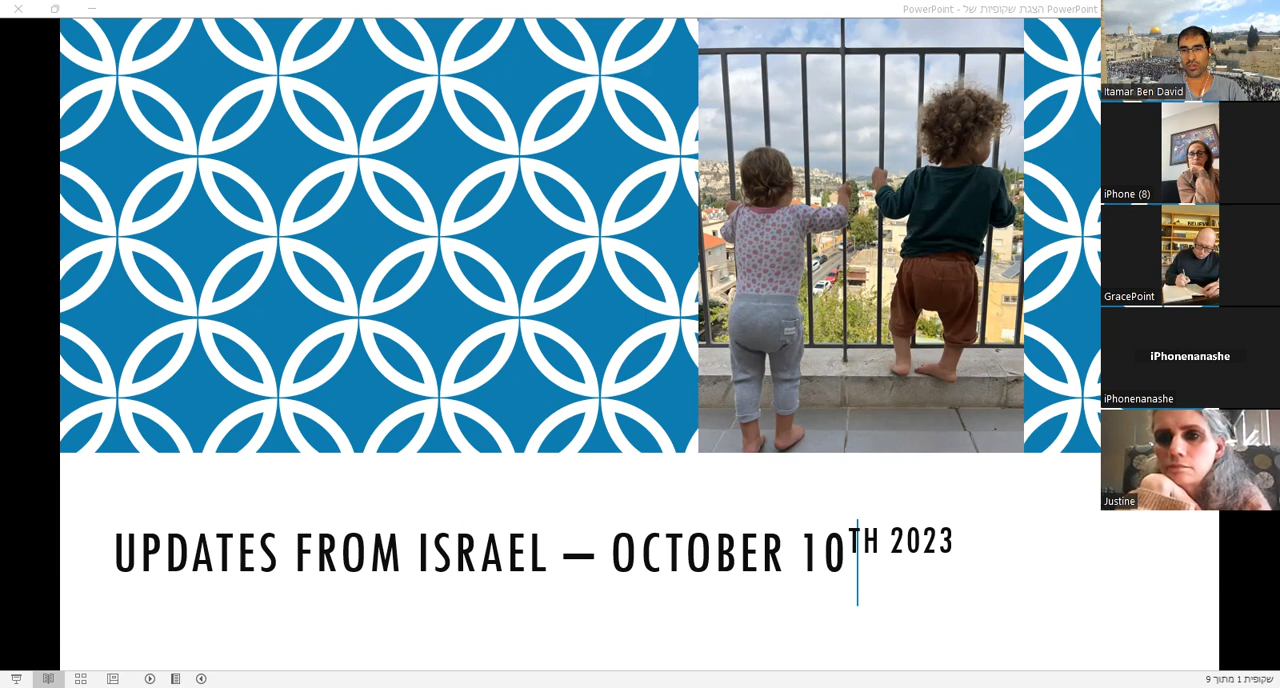 PowerPoint הצגת שקופיות של - PowerPoint
Itamar Ben David
iPhone (8)
BELIEVE
GracePoint
iPhonenanashe
iPhonenanashe
Justine
UPDATES FROM ISRAEL – OCTOBER 10TH 2023
שקופית 1 מתוך 9